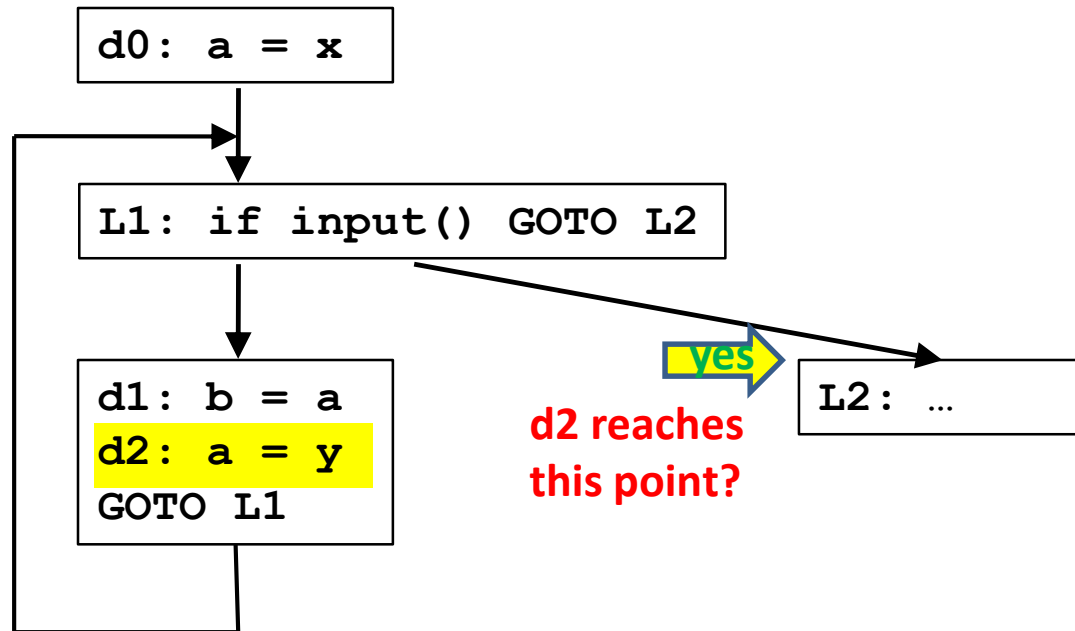 d0: a = x
L1: if input() GOTO L2
d1: b = a
d2: a = y
GOTO L1
yes
d2 reaches
this point?
L2: …